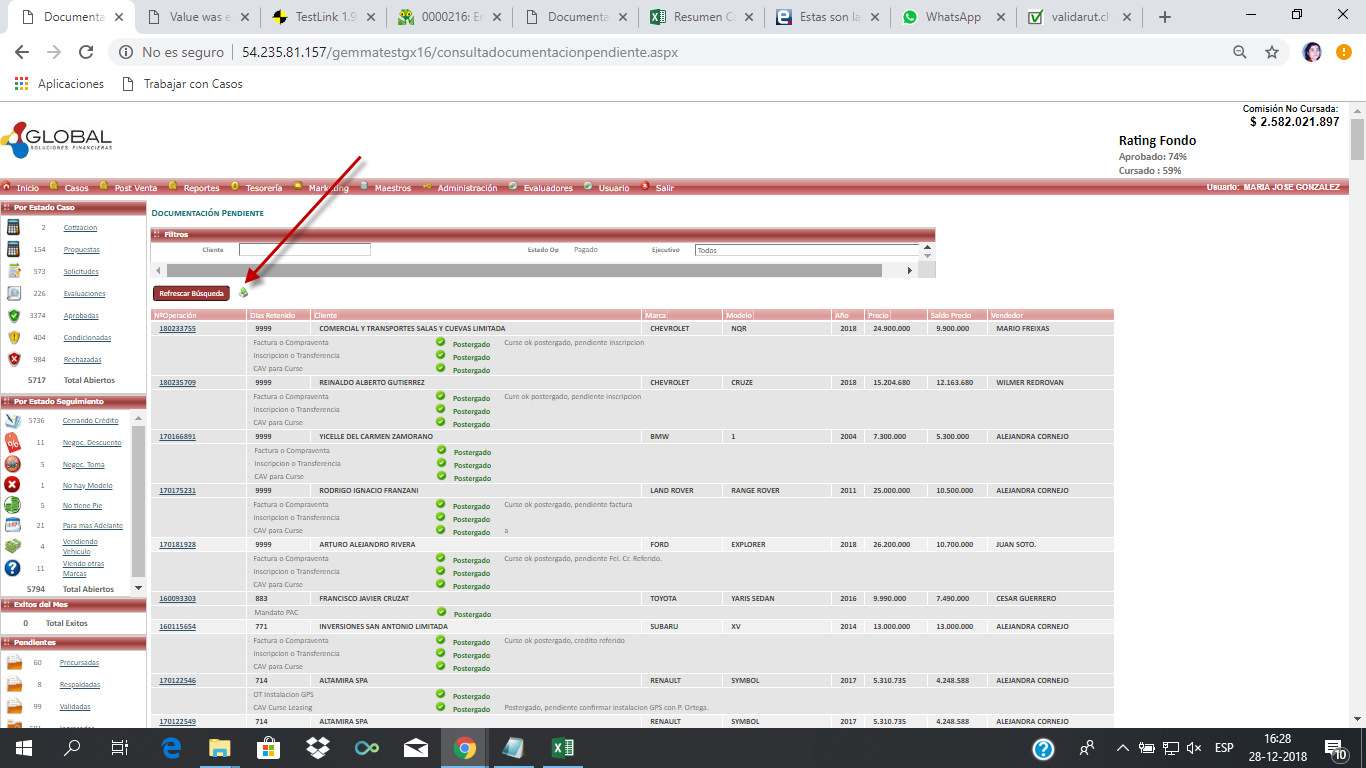 Documenta
Value was e
TestLink 1.9
0000216: Er
Documenta
Resumen C
Estas son la
WhatsApp
validarut.cl
No es seguro | 54.235.81.157/gemmatestgx16/consultadocumentacionpendiente.aspx
Aplicaciones
Trabajar con Casos
GLOBAL
SOLUCIONES FINANCIERAS
Comisión No Cursada:
$ 2.582.021.897
Rating Fondo
Aprobado: 74%
Cursado : 59%
Inicio Casos Post Venta Reportes Tesorería Marketing Maestros Administración Evaluadores Usuario Salir Usuario: MARIA JOSE GONZALEZ
Por Estado Caso
2 Cotizacion
154 Propuestas
573 Solicitudes
226 Evaluaciones
3374 Aprobadas
404 Condicionadas
984 Rechazadas
5717 Total Abiertos
Por Estado Seguimiento
5736 Cerrando Crédito
11 Negoc. Descuento
5 Negoc. Toma
1 No hay Modelo
5 No tiene Pie
21 Para mas Adelante
4 Vendiendo Vehiculo
11 Viendo otras Marcas
5794 Total Abiertos
Exitos del Mes
0 Total Exitos
Pendientes
60 Precursadas
8 Respaldadas
99 Validadas
DOCUMENTACIÓN PENDIENTE
Filtros
Cliente Estado Op Pagado Ejecutivo Todos
Refrescar Búsqueda
NºOperación Dias Retenido Cliente Marca Modelo Año Precio Saldo Precio Vendedor
180233755 9999 COMERCIAL Y TRANSPORTES SALAS Y CUEVAS LIMITADA CHEVROLET NQR 2018 24.900.000 9.900.000 MARIO FREIXAS
Factura o Compraventa Postergado Curse ok postergado, pendiente inscripcion
Inscripcion o Transferencia Postergado
CAV para Curse Postergado
180235709 9999 REINALDO ALBERTO GUTIERREZ CHEVROLET CRUZE 2018 15.204.680 12.163.680 WILMER REDROVAN
Factura o Compraventa Postergado Cure ok postergado, pendiente inscripcion
Inscripcion o Transferencia Postergado
CAV para Curse Postergado
170166891 9999 YICELLE DEL CARMEN ZAMORANO BMW 1 2004 7.300.000 5.300.000 ALEJANDRA CORNEJO
Factura o Compraventa Postergado
Inscripcion o Transferencia Postergado
CAV para Curse Postergado
170175231 9999 RODRIGO IGNACIO FRANZANI LAND ROVER RANGE ROVER 2011 25.000.000 10.500.000 ALEJANDRA CORNEJO
Factura o Compraventa Postergado Curse ok postergado, pendiente factura
Inscripcion o Transferencia Postergado
CAV para Curse Postergado a
170181928 9999 ARTURO ALEJANDRO RIVERA FORD EXPLORER 2018 26.200.000 10.700.000 JUAN SOTO.
Factura o Compraventa Postergado Curse ok postergado, pendiente Fel. Cr. Referido.
Inscripcion o Transferencia Postergado
CAV para Curse Postergado
160093303 883 FRANCISCO JAVIER CRUZAT TOYOTA YARIS SEDAN 2016 9.990.000 7.490.000 CESAR GUERRERO
Mandato PAC Postergado
160115654 771 INVERSIONES SAN ANTONIO LIMITADA SUBARU XV 2014 13.000.000 13.000.000 ALEJANDRA CORNEJO
Factura o Compraventa Postergado Curse ok postergado, credito referido
Inscripcion o Transferencia Postergado
CAV para Curse Postergado
170122546 714 ALTAMIRA SPA RENAULT SYMBOL 2017 5.310.735 4.248.588 ALEJANDRA CORNEJO
OT Instalacion GPS Postergado
CAV Curse Leasing Postergado Postergado, pendiente confirmar instalacion GPS con P. Ortega.
170122549 714 ALTAMIRA SPA RENAULT SYMBOL 2017 5.310.735 4.248.588 ALEJANDRA CORNEJO
ESP
16:28
28-12-2018
10